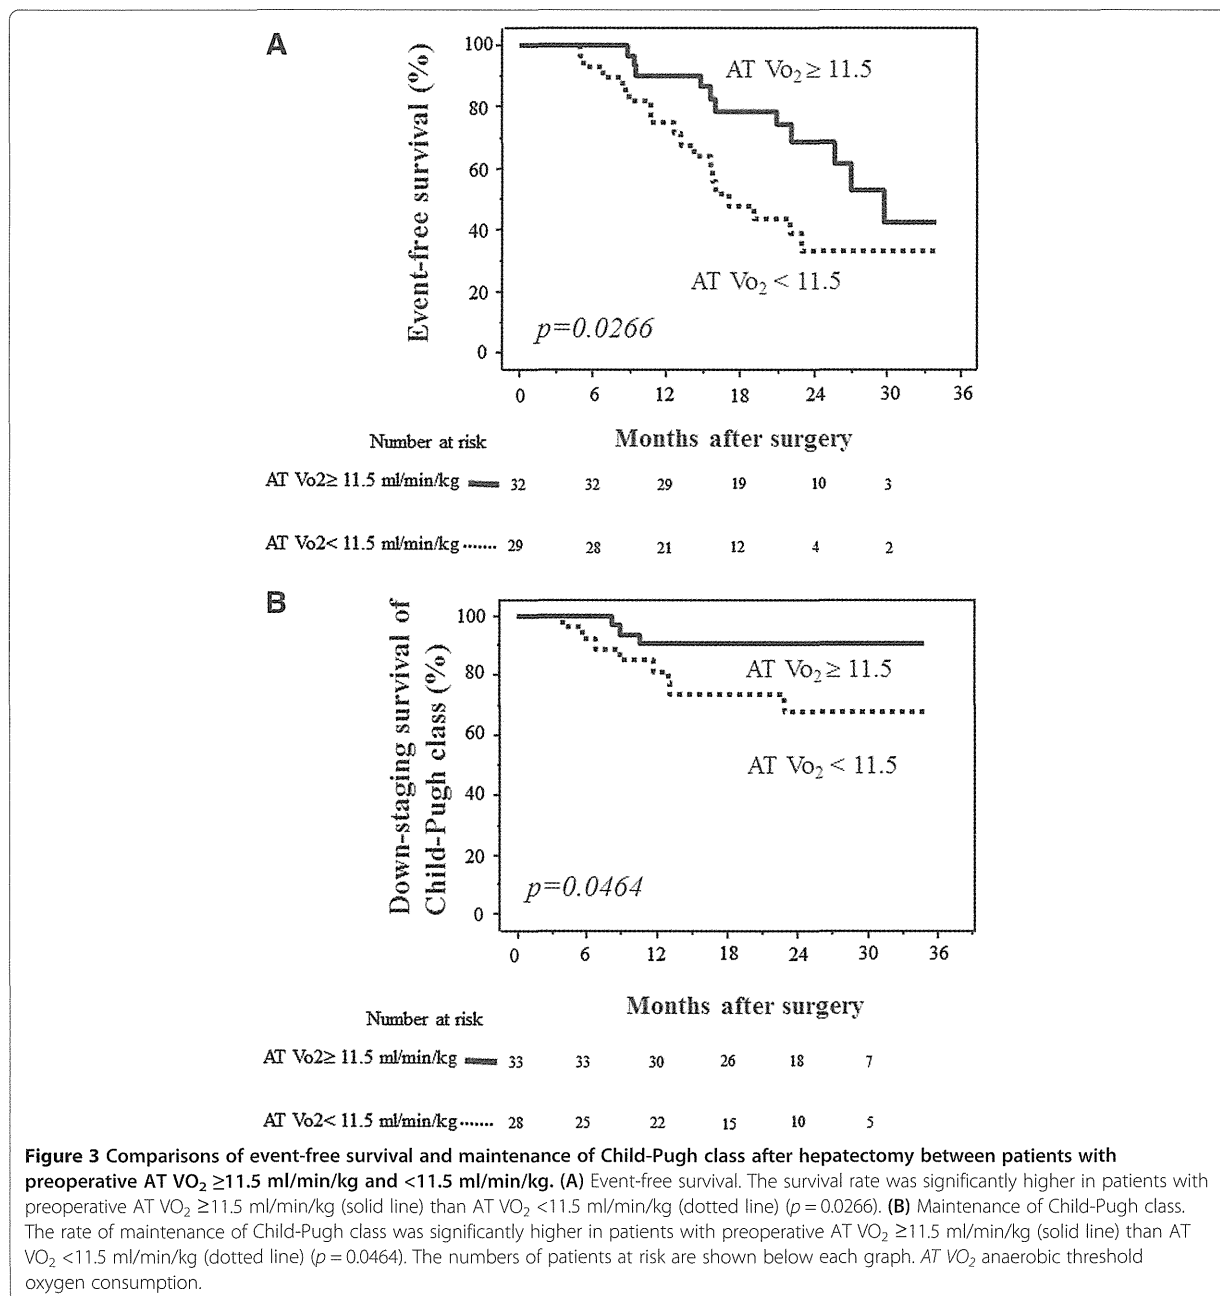 A
Event-free survival (%)
100
80
60
40
20
0
AT Vo₂ ≥ 11.5
AT Vo₂ < 11.5
p=0.0266
0 6 12 18 24 30 36
Number at risk
Months after surgery
AT Vo2≥ 11.5 ml/min/kg 32 32 29 19 10 3
AT Vo2< 11.5 ml/min/kg 29 28 21 12 4 2
B
Down-staging survival of
Child-Pugh class (%)
100
80
60
40
20
0
AT Vo₂ ≥ 11.5
AT Vo₂ < 11.5
p=0.0464
0 6 12 18 24 30 36
Months after surgery
Number at risk
AT Vo2≥ 11.5 ml/min/kg 33 33 30 26 18 7
AT Vo2< 11.5 ml/min/kg 28 25 22 15 10 5
Figure 3 Comparisons of event-free survival and maintenance of Child-Pugh class after hepatectomy between patients with
preoperative AT VO₂ ≥11.5 ml/min/kg and <11.5 ml/min/kg. (A) Event-free survival. The survival rate was significantly higher in patients with
preoperative AT VO₂ ≥11.5 ml/min/kg (solid line) than AT VO₂ <11.5 ml/min/kg (dotted line) (p = 0.0266). (B) Maintenance of Child-Pugh class.
The rate of maintenance of Child-Pugh class was significantly higher in patients with preoperative AT VO₂ ≥11.5 ml/min/kg (solid line) than AT
VO₂ <11.5 ml/min/kg (dotted line) (p = 0.0464). The numbers of patients at risk are shown below each graph. AT VO₂ anaerobic threshold
oxygen consumption.